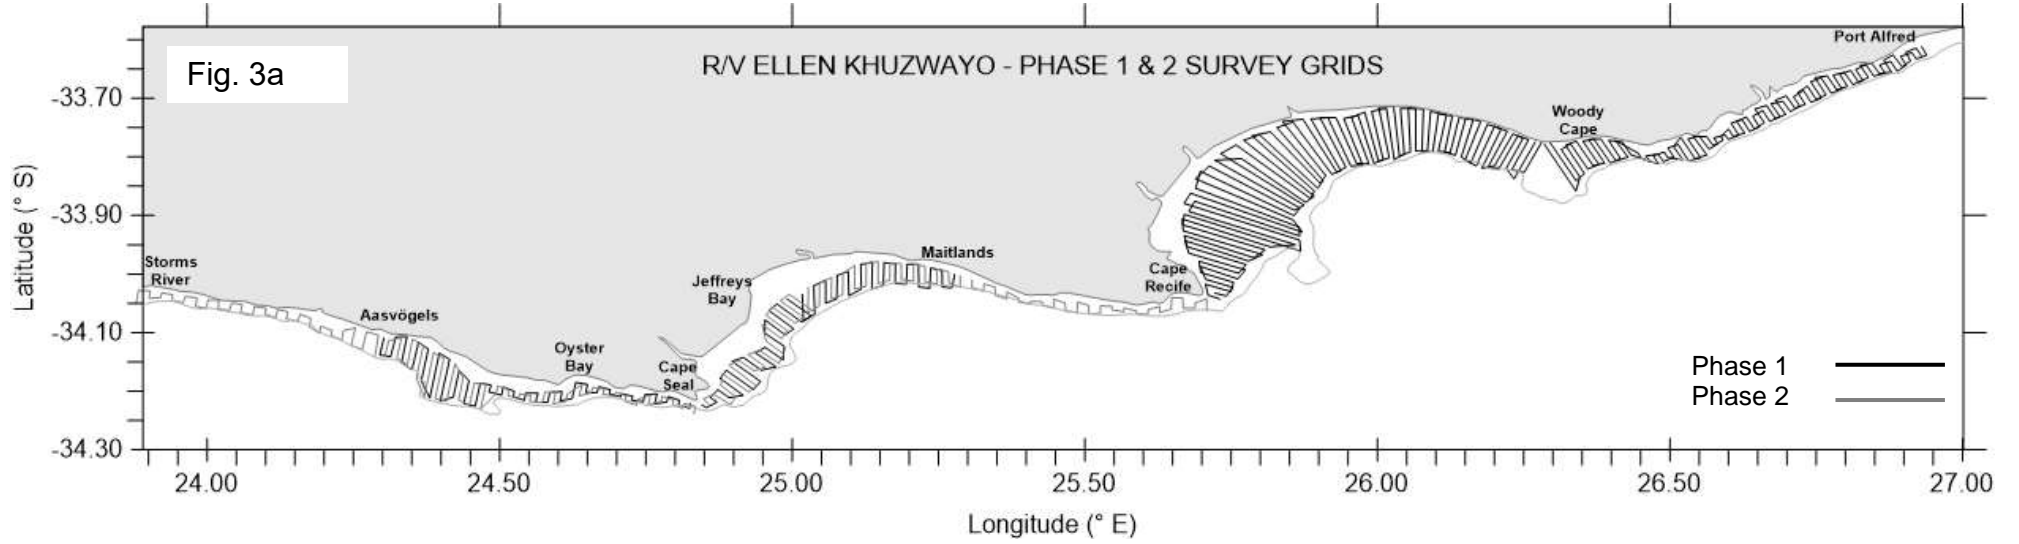 Fig. 3a
R/V ELLEN KHUZWAYO - PHASE 1 & 2 SURVEY GRIDS
Port Alfred
-33.70
Woody
Cape
Latitude (° S)
-33.90
Storms
River
Maitlands
Jeffreys
Bay
Cape
Recife
Aasvögels
-34.10
Oyster
Bay
Cape
Seal
Phase 1
Phase 2
-34.30
24.00 24.50 25.00 25.50 26.00 26.50 27.00
Longitude (° E)